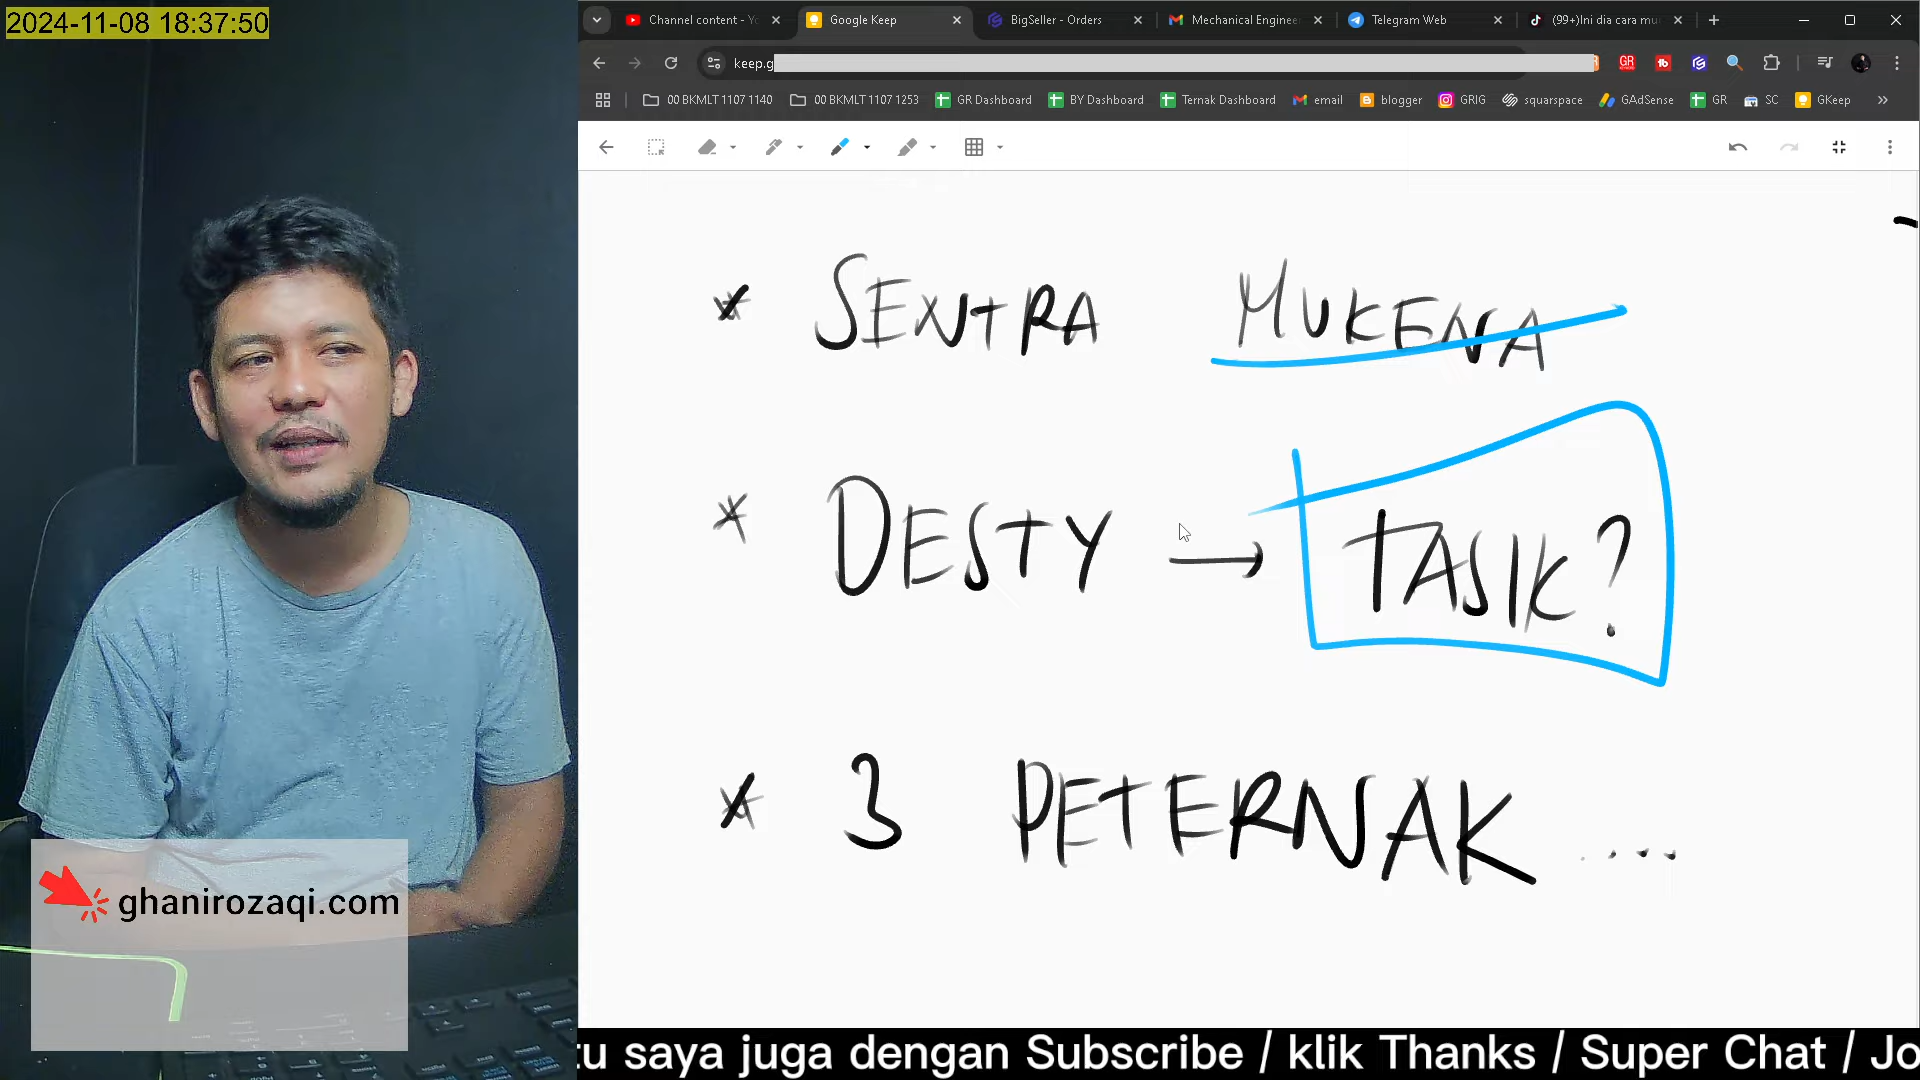 2024-11-08 18:37:50
Channel content - Yo
Google Keep
BigSeller - Orders
Mechanical Enginee
Telegram Web
(99+)Ini dia cara mu
keep.g
00 BKMLT 1107 1140
00 BKMLT 1107 1253
GR Dashboard
BY Dashboard
Ternak Dashboard
email
blogger
GRIG
squarspace
GAdSense
GR
SC
GKeep
* SENTRA MUKENA
* DESTY → TASIK?
* 3 PETERNAK ....
ghanirozaqi.com
tu saya juga dengan Subscribe / klik Thanks / Super Chat / Jo